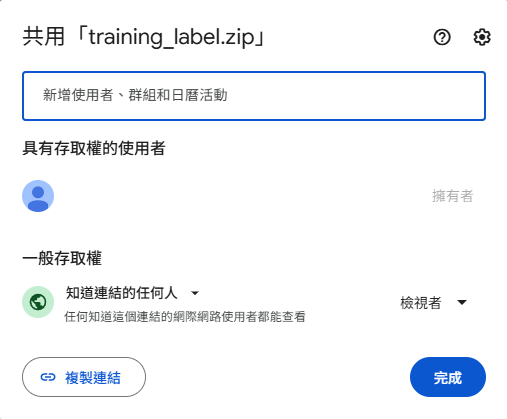 共用「training_label.zip」
新增使用者、群組和日曆活動
具有存取權的使用者
擁有者
一般存取權
知道連結的任何人
檢視者
任何知道這個連結的網際網路使用者都能查看
複製連結
完成